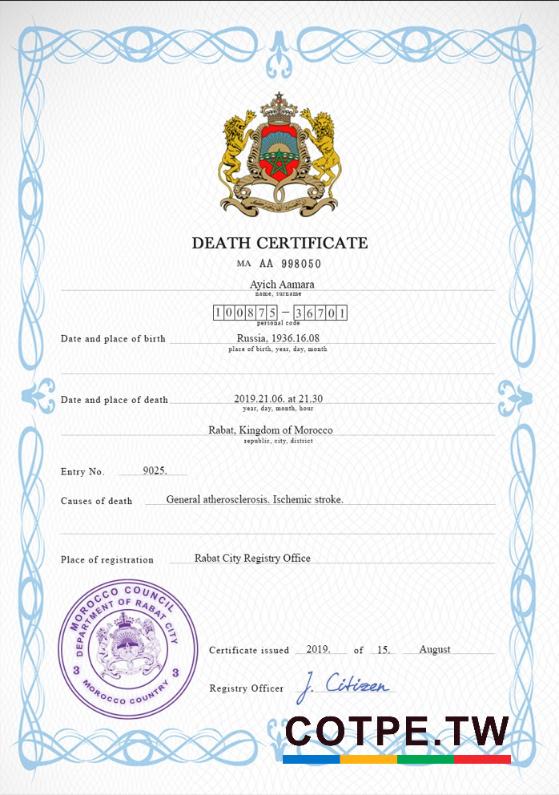 DEATH CERTIFICATE
MA AA 998050
Ayich Aamara
name, surname
100875 – 36701
personal code
Date and place of birth Russia, 1936.16.08
place of birth, year, day, month
Date and place of death 2019.21.06. at 21.30
year, day, month, hour
Rabat, Kingdom of Morocco
republic, city, district
Entry No. 9025.
Causes of death General atherosclerosis. Ischemic stroke.
Place of registration Rabat City Registry Office
MOROCCO COUNCIL
DEPARTMENT OF RABAT CITY
3 3
MOROCCO COUNTRY
Certificate issued 2019. of 15. August
Registry Officer J. Citizen
COTPE.TW